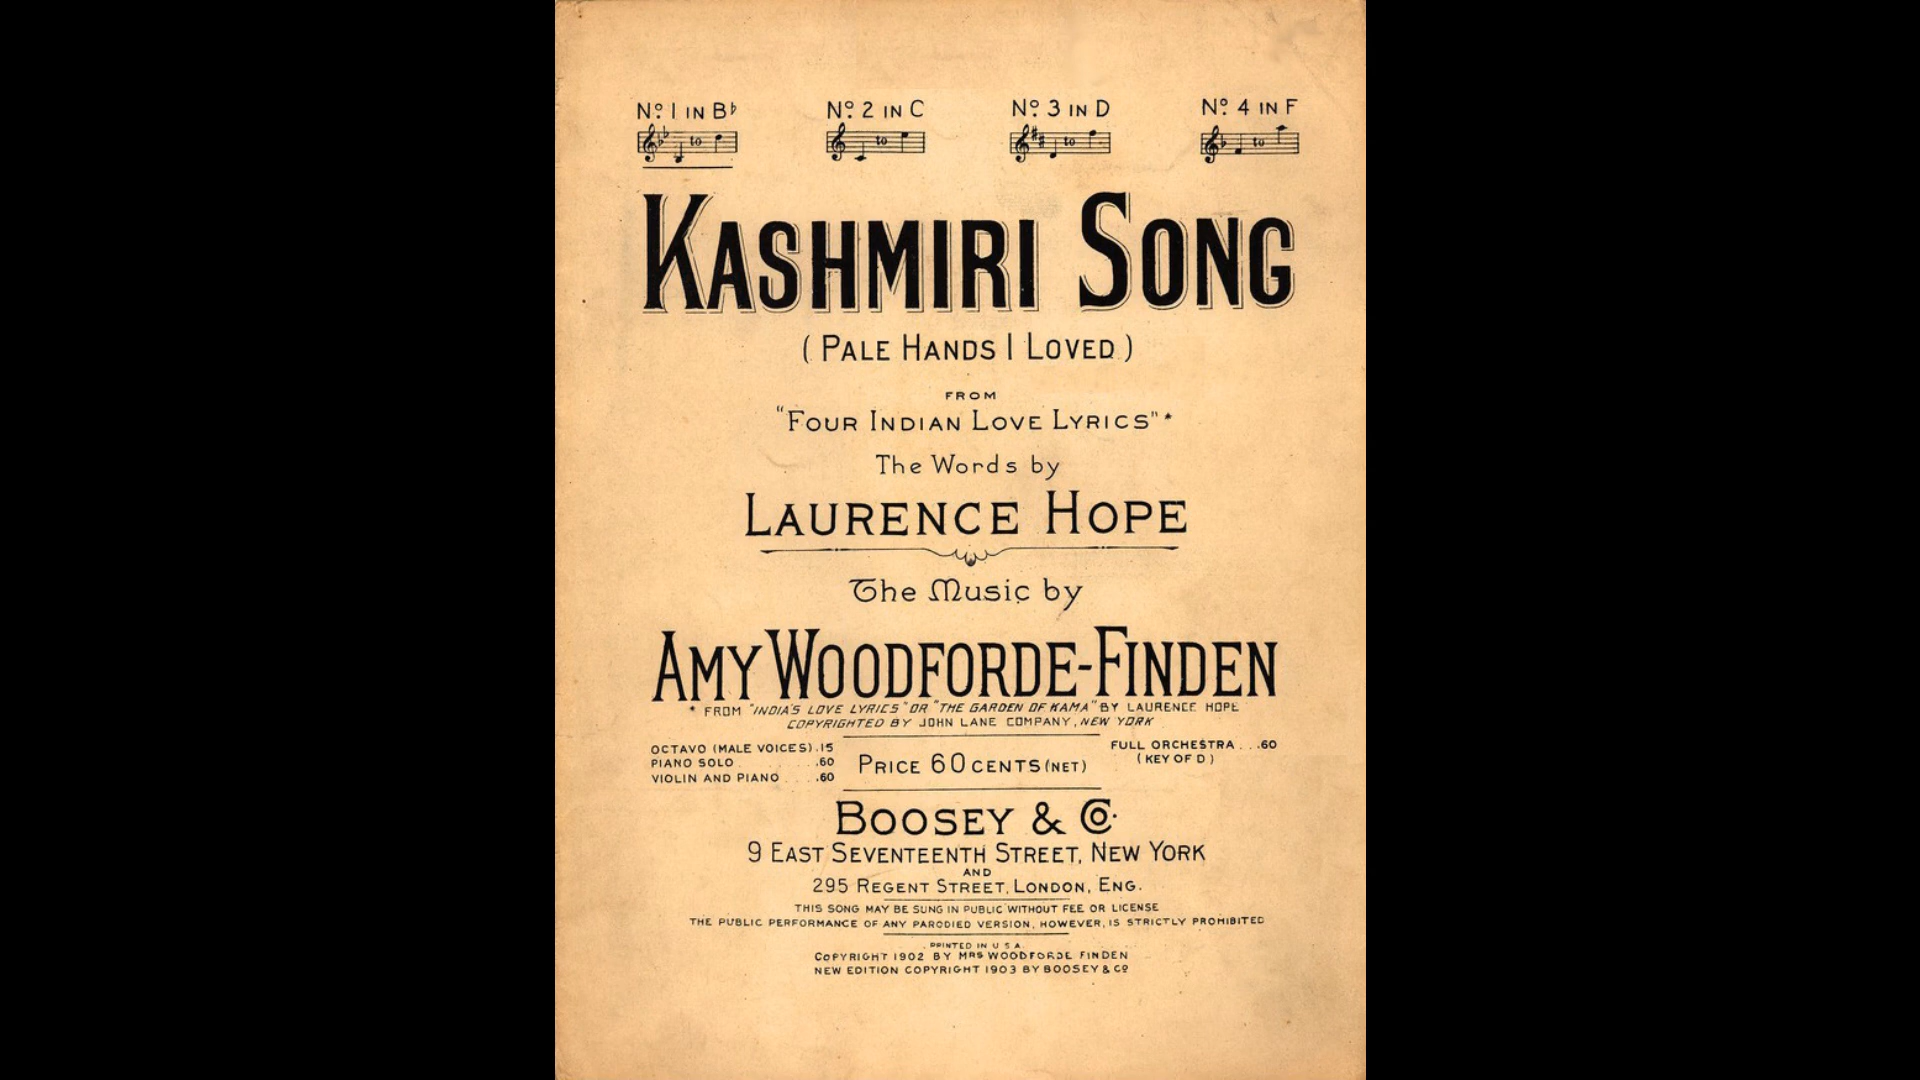 No. 1 IN B♭
No. 2 IN C
No. 3 IN D
No. 4 IN F
to
to
to
to
KASHMIRI SONG
(PALE HANDS I LOVED)
FROM
"FOUR INDIAN LOVE LYRICS"*
The Words by
LAURENCE HOPE
The Music by
AMY WOODFORDE-FINDEN
* FROM "INDIA'S LOVE LYRICS" OR "THE GARDEN OF KAMA" BY LAURENCE HOPE
COPYRIGHTED BY JOHN LANE COMPANY, NEW YORK
OCTAVO (MALE VOICES) .15
PIANO SOLO . . . . . . . .60
VIOLIN AND PIANO . . . .60
PRICE 60 CENTS (NET)
FULL ORCHESTRA . . .60
(KEY OF D)
BOOSEY & Co.
9 EAST SEVENTEENTH STREET, NEW YORK
AND
295 REGENT STREET, LONDON, ENG.
THIS SONG MAY BE SUNG IN PUBLIC WITHOUT FEE OR LICENSE
THE PUBLIC PERFORMANCE OF ANY PARODIED VERSION, HOWEVER, IS STRICTLY PROHIBITED
PRINTED IN U S A.
COPYRIGHT 1902 BY MRS WOODFORDE FINDEN
NEW EDITION COPYRIGHT 1903 BY BOOSEY & Co